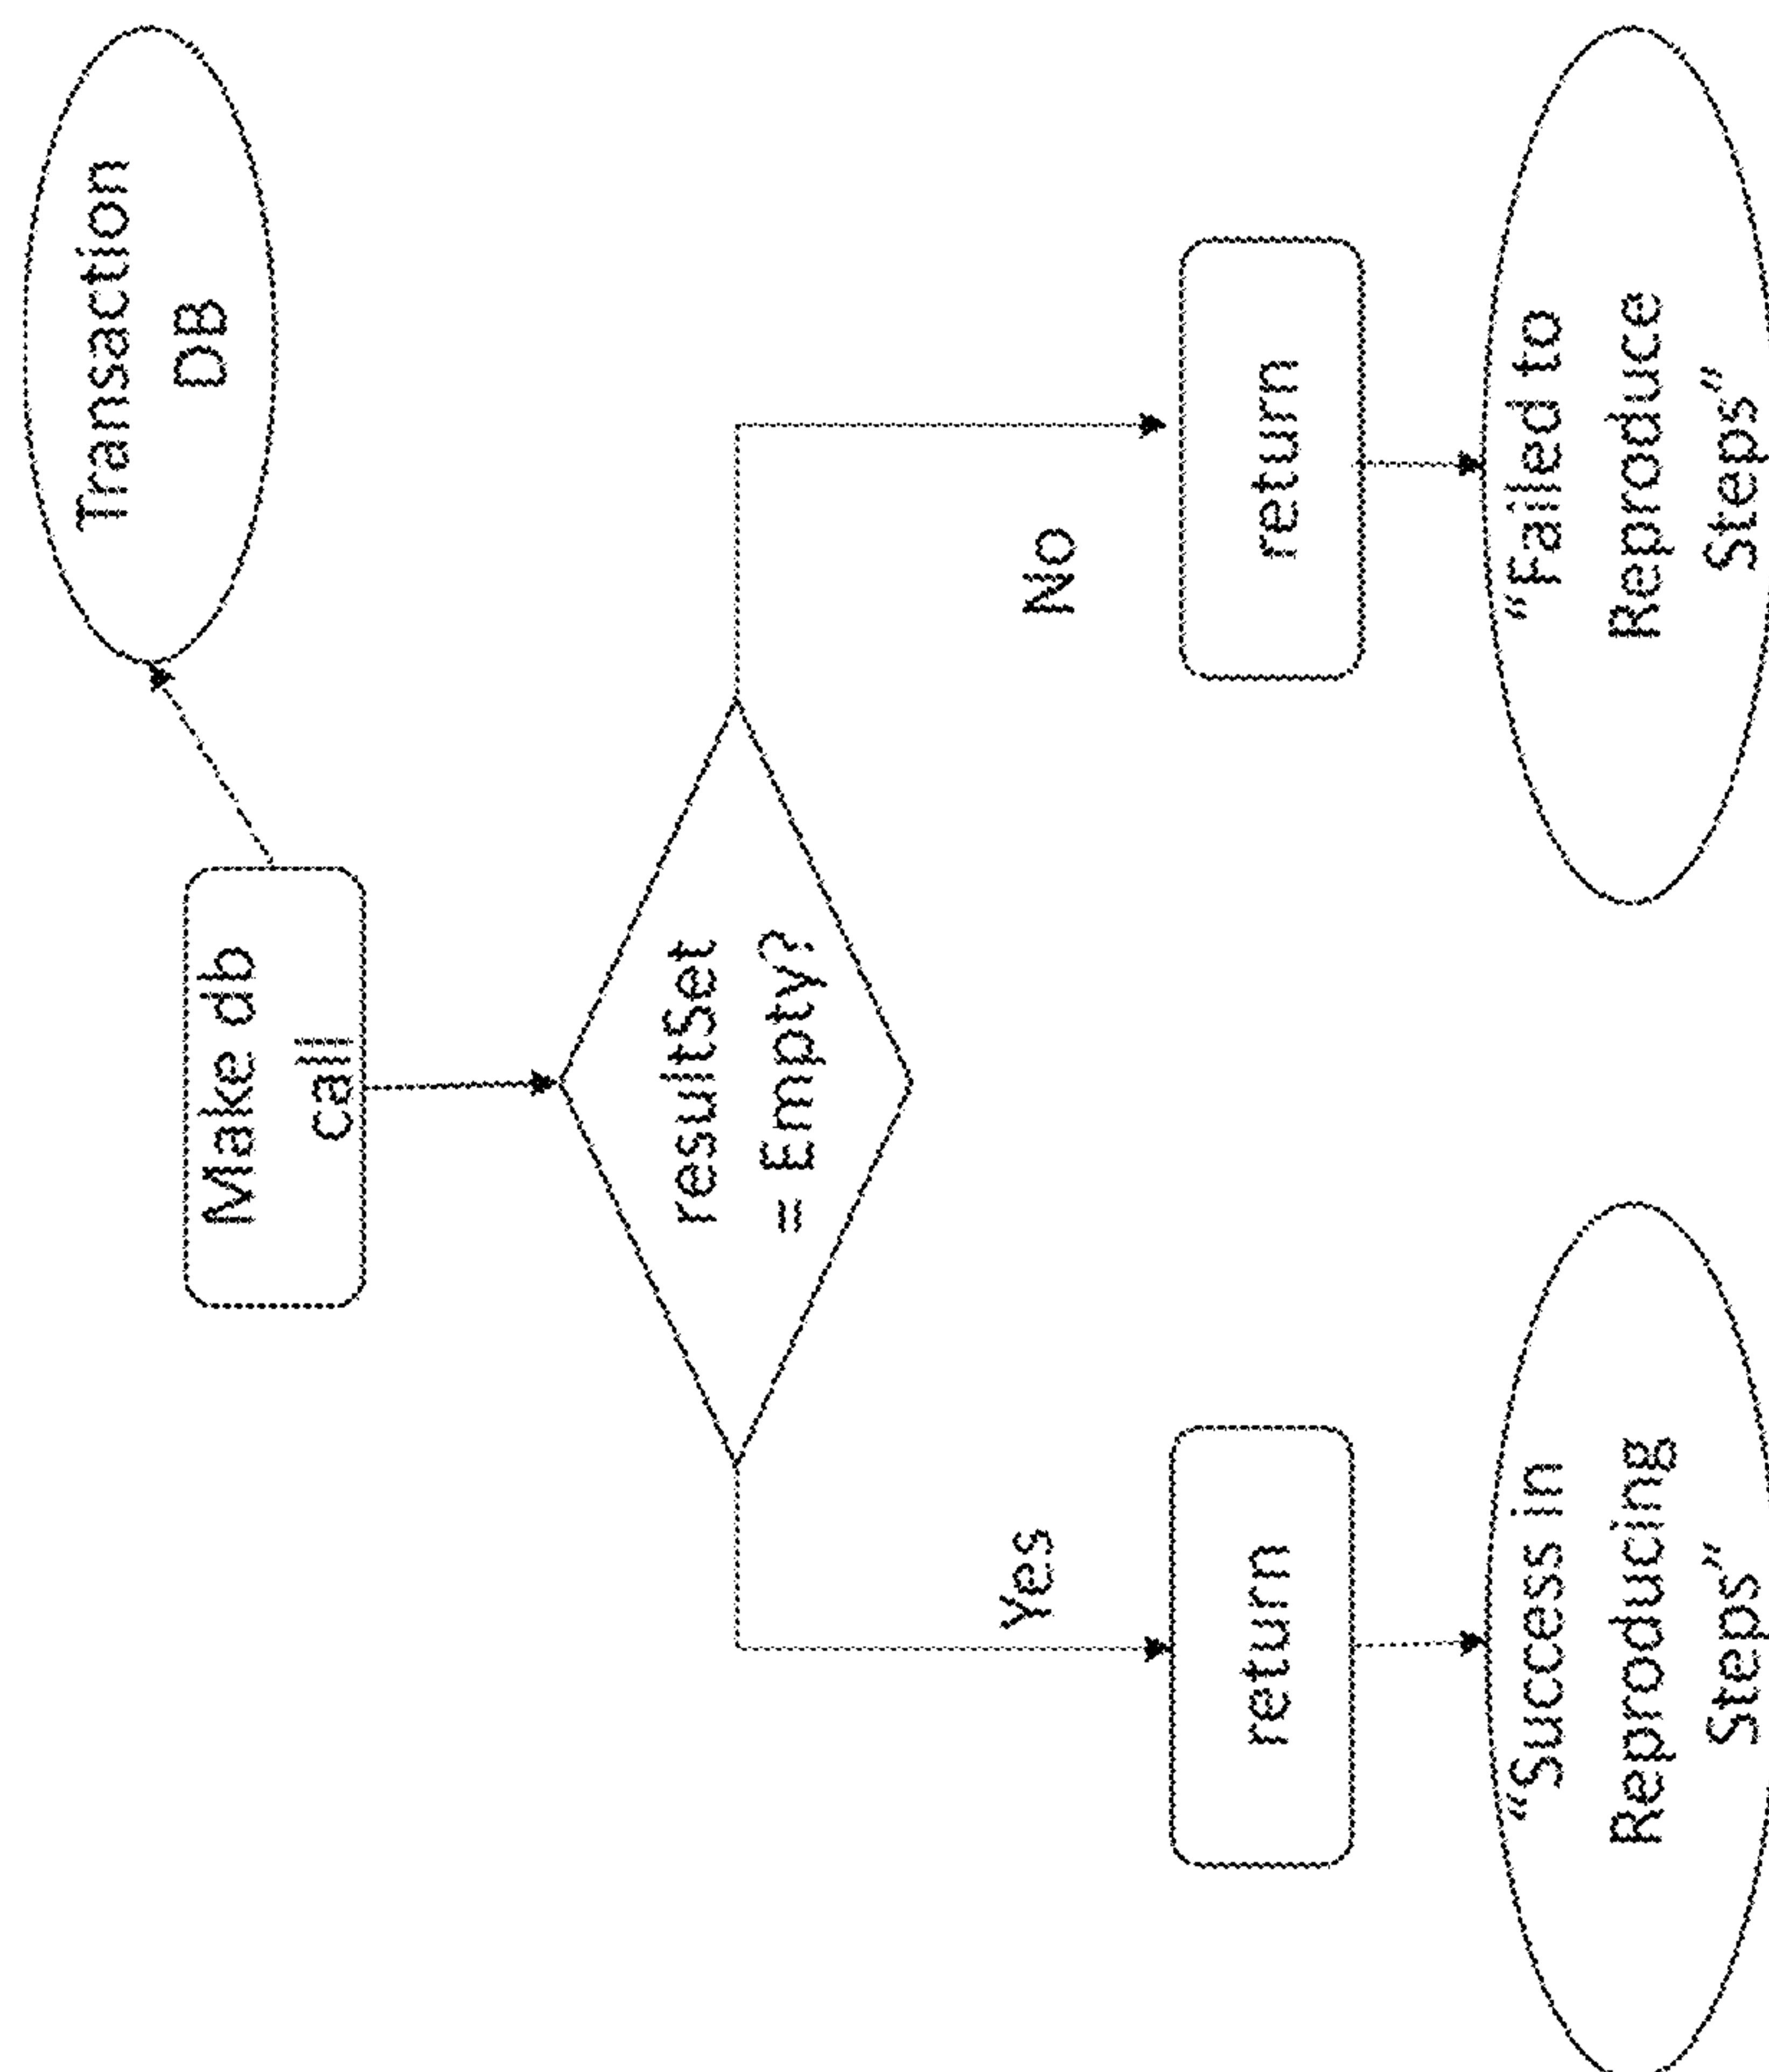 Transaction
DB
Make db
call
resultSet
= Empty?
Yes
No
return
return
“Success in
Reproducing
Steps”
“Failed to
Reproduce
Steps”